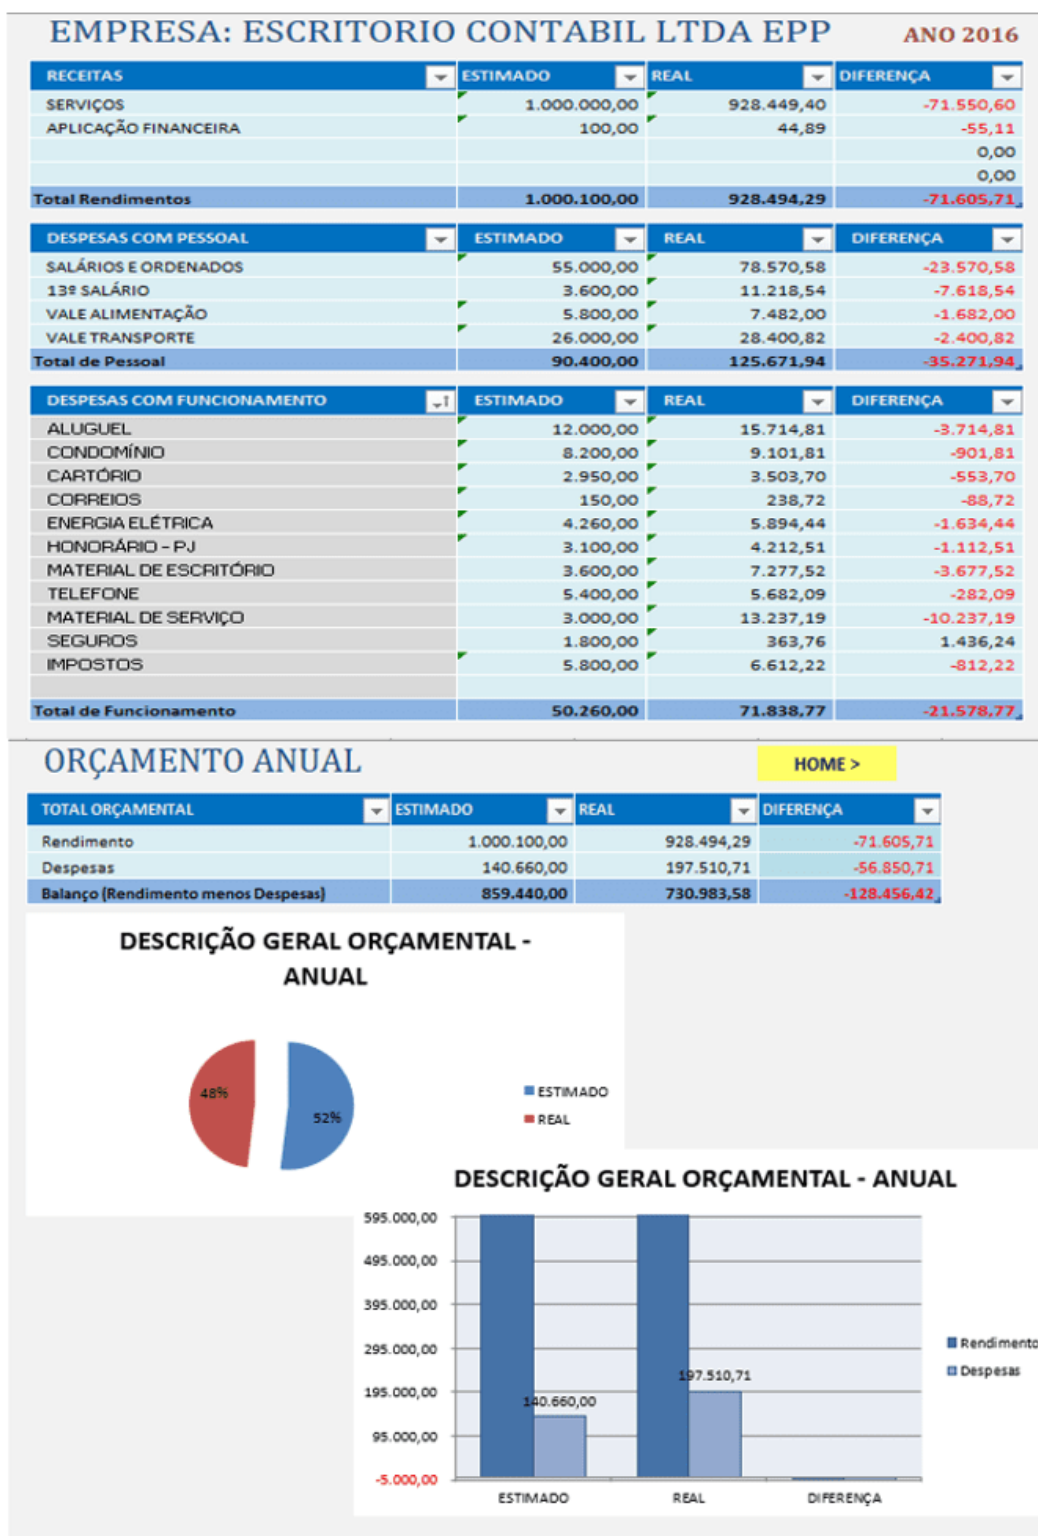 EMPRESA: ESCRITORIO CONTABIL LTDA EPP ANO 2016
RECEITAS ESTIMADO REAL DIFERENÇA
SERVIÇOS 1.000.000,00 928.449,40 -71.550,60
APLICAÇÃO FINANCEIRA 100,00 44,89 -55,11
0,00
0,00
Total Rendimentos 1.000.100,00 928.494,29 -71.605,71
DESPESAS COM PESSOAL ESTIMADO REAL DIFERENÇA
SALÁRIOS E ORDENADOS 55.000,00 78.570,58 -23.570,58
13º SALÁRIO 3.600,00 11.218,54 -7.618,54
VALE ALIMENTAÇÃO 5.800,00 7.482,00 -1.682,00
VALE TRANSPORTE 26.000,00 28.400,82 -2.400,82
Total de Pessoal 90.400,00 125.671,94 -35.271,94
DESPESAS COM FUNCIONAMENTO ESTIMADO REAL DIFERENÇA
ALUGUEL 12.000,00 15.714,81 -3.714,81
CONDOMÍNIO 8.200,00 9.101,81 -901,81
CARTÓRIO 2.950,00 3.503,70 -553,70
CORREIOS 150,00 238,72 -88,72
ENERGIA ELÉTRICA 4.260,00 5.894,44 -1.634,44
HONORÁRIO - PJ 3.100,00 4.212,51 -1.112,51
MATERIAL DE ESCRITÓRIO 3.600,00 7.277,52 -3.677,52
TELEFONE 5.400,00 5.682,09 -282,09
MATERIAL DE SERVIÇO 3.000,00 13.237,19 -10.237,19
SEGUROS 1.800,00 363,76 1.436,24
IMPOSTOS 5.800,00 6.612,22 -812,22
Total de Funcionamento 50.260,00 71.838,77 -21.578,77
ORÇAMENTO ANUAL HOME >
TOTAL ORÇAMENTAL ESTIMADO REAL DIFERENÇA
Rendimento 1.000.100,00 928.494,29 -71.605,71
Despesas 140.660,00 197.510,71 -56.850,71
Balanço (Rendimento menos Despesas) 859.440,00 730.983,58 -128.456,42
DESCRIÇÃO GERAL ORÇAMENTAL -
ANUAL
48%
52%
ESTIMADO
REAL
DESCRIÇÃO GERAL ORÇAMENTAL - ANUAL
595.000,00
495.000,00
395.000,00
295.000,00
195.000,00
95.000,00
-5.000,00
197.510,71
140.660,00
Rendimento
Despesas
ESTIMADO REAL DIFERENÇA